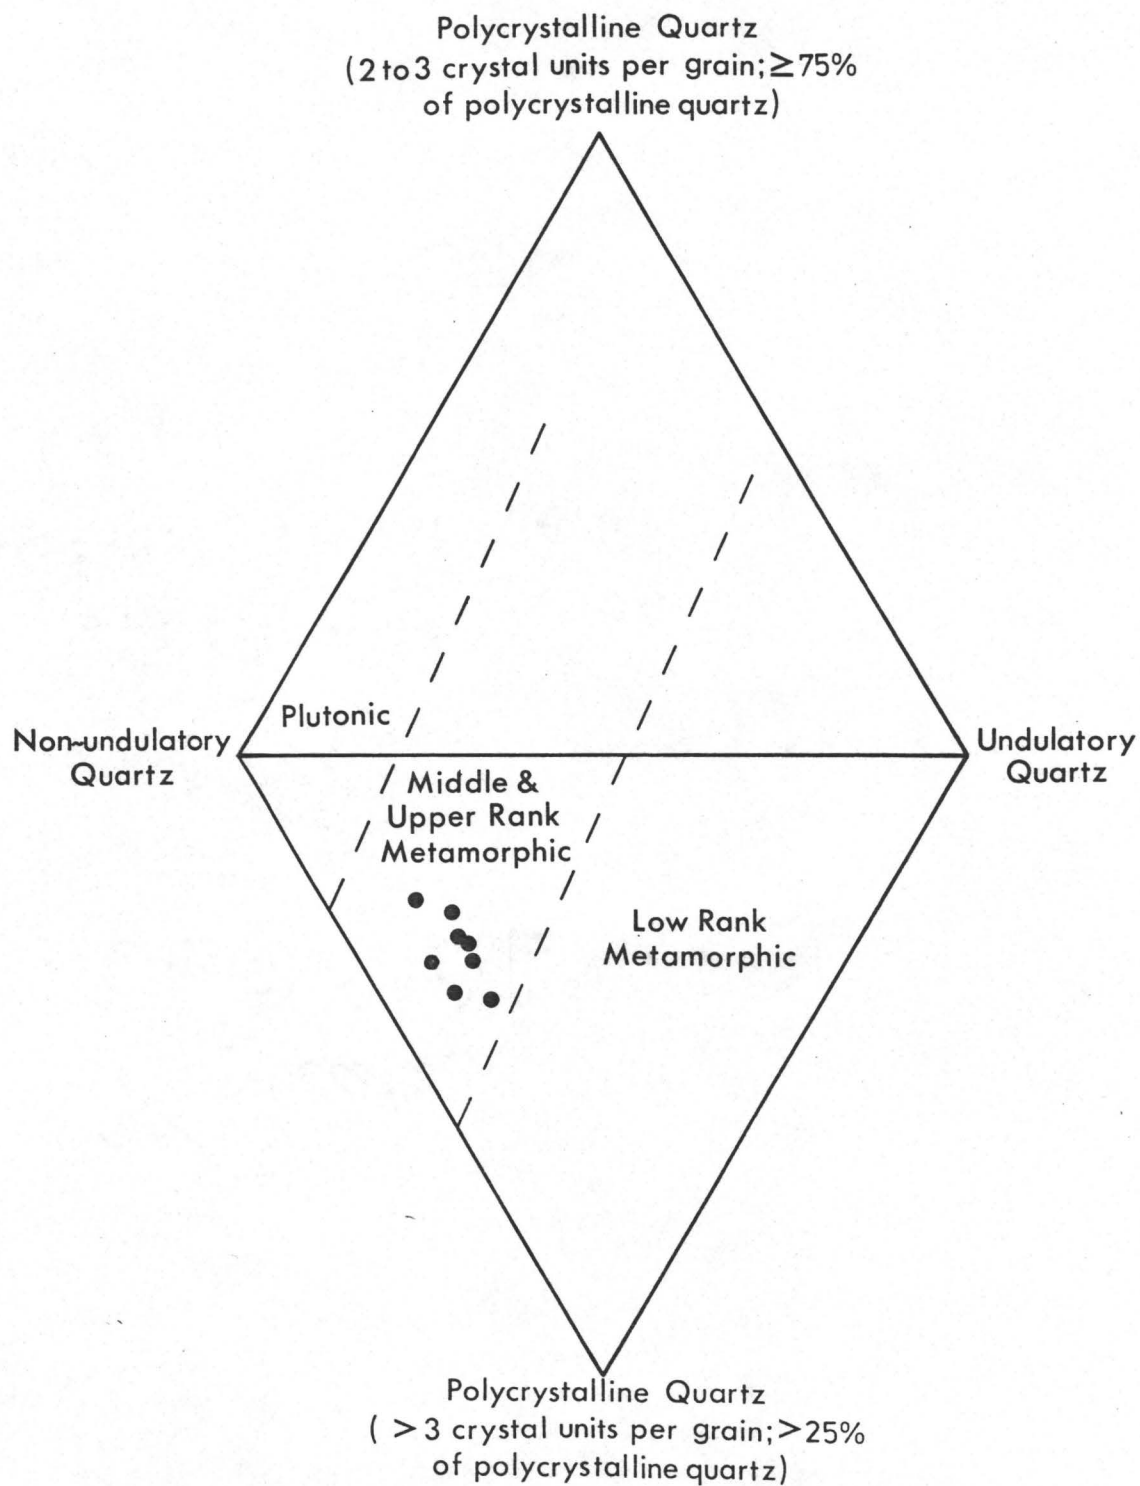 Polycrystalline Quartz
(2 to 3 crystal units per grain; ≥75%
of polycrystalline quartz)
Plutonic
Non-undulatory
Quartz
Undulatory
Quartz
Middle &
Upper Rank
Metamorphic
Low Rank
Metamorphic
Polycrystalline Quartz
( >3 crystal units per grain; >25%
of polycrystalline quartz)